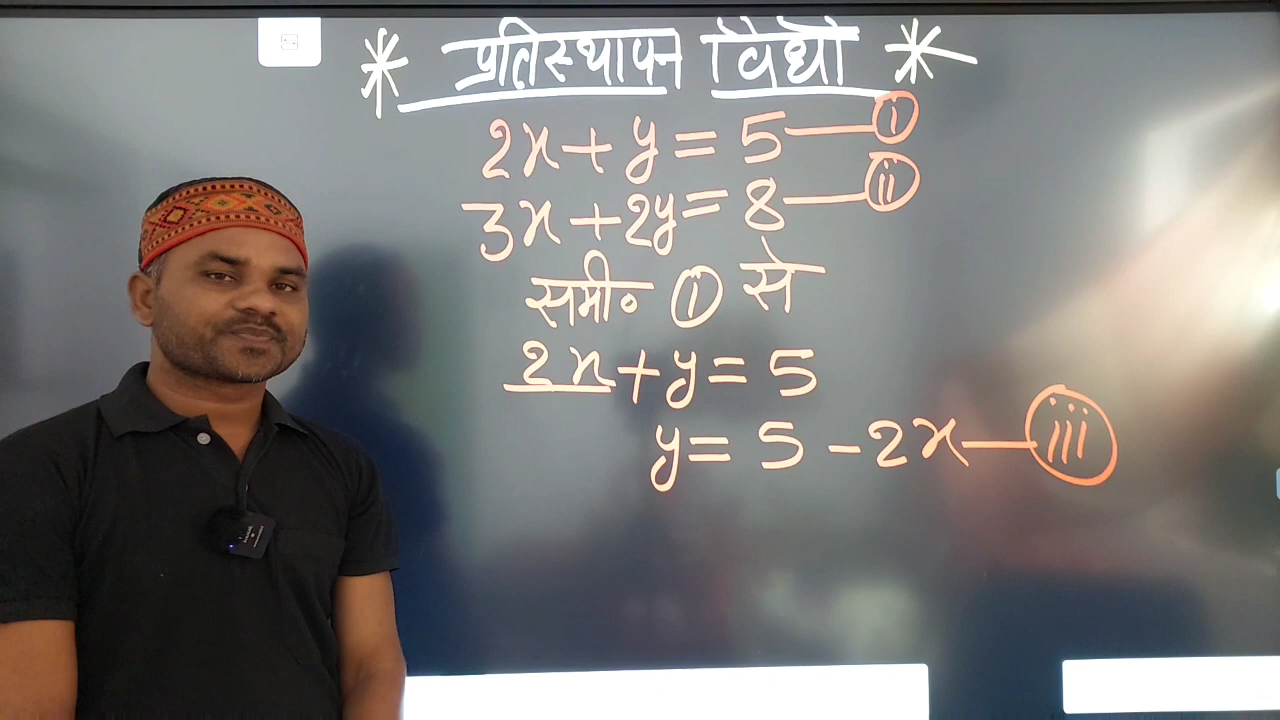 * प्रतिस्थापन विधी *
2x + y = 5 — (i)
3x + 2y = 8 — (ii)
समी० (i) से
2x + y = 5
y = 5 - 2x — (iii)